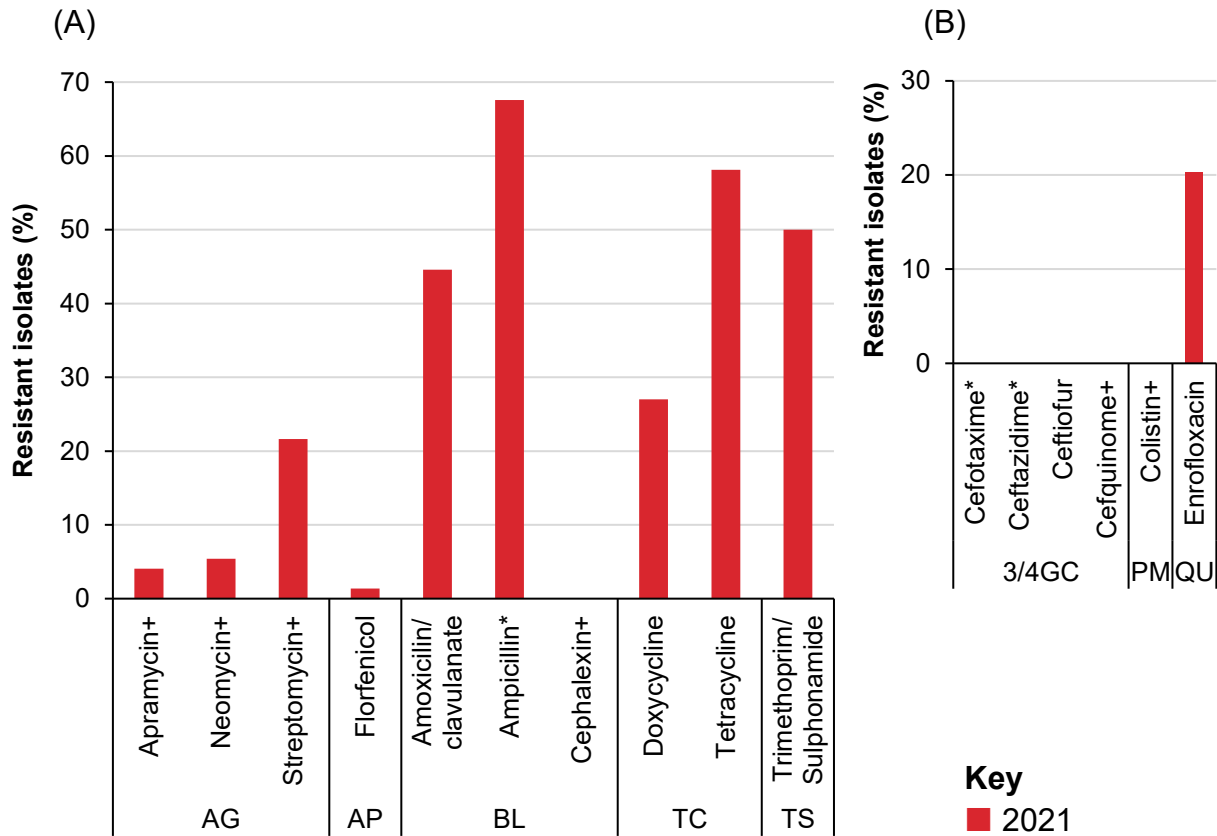 (A)
Resistant isolates (%)
70
60
50
40
30
20
10
0
Apramycin+
Neomycin+
Streptomycin+
Florfenicol
Amoxicilin/
clavulanate
Ampicillin*
Cephalexin+
Doxycycline
Tetracycline
Trimethoprim/
Sulphonamide
AG
AP
BL
TC
TS
(B)
Resistant isolates (%)
30
20
10
0
Cefotaxime*
Ceftazidime*
Ceftiofur
Cefquinome+
Colistin+
Enrofloxacin
3/4GC
PM
QU
Key
2021